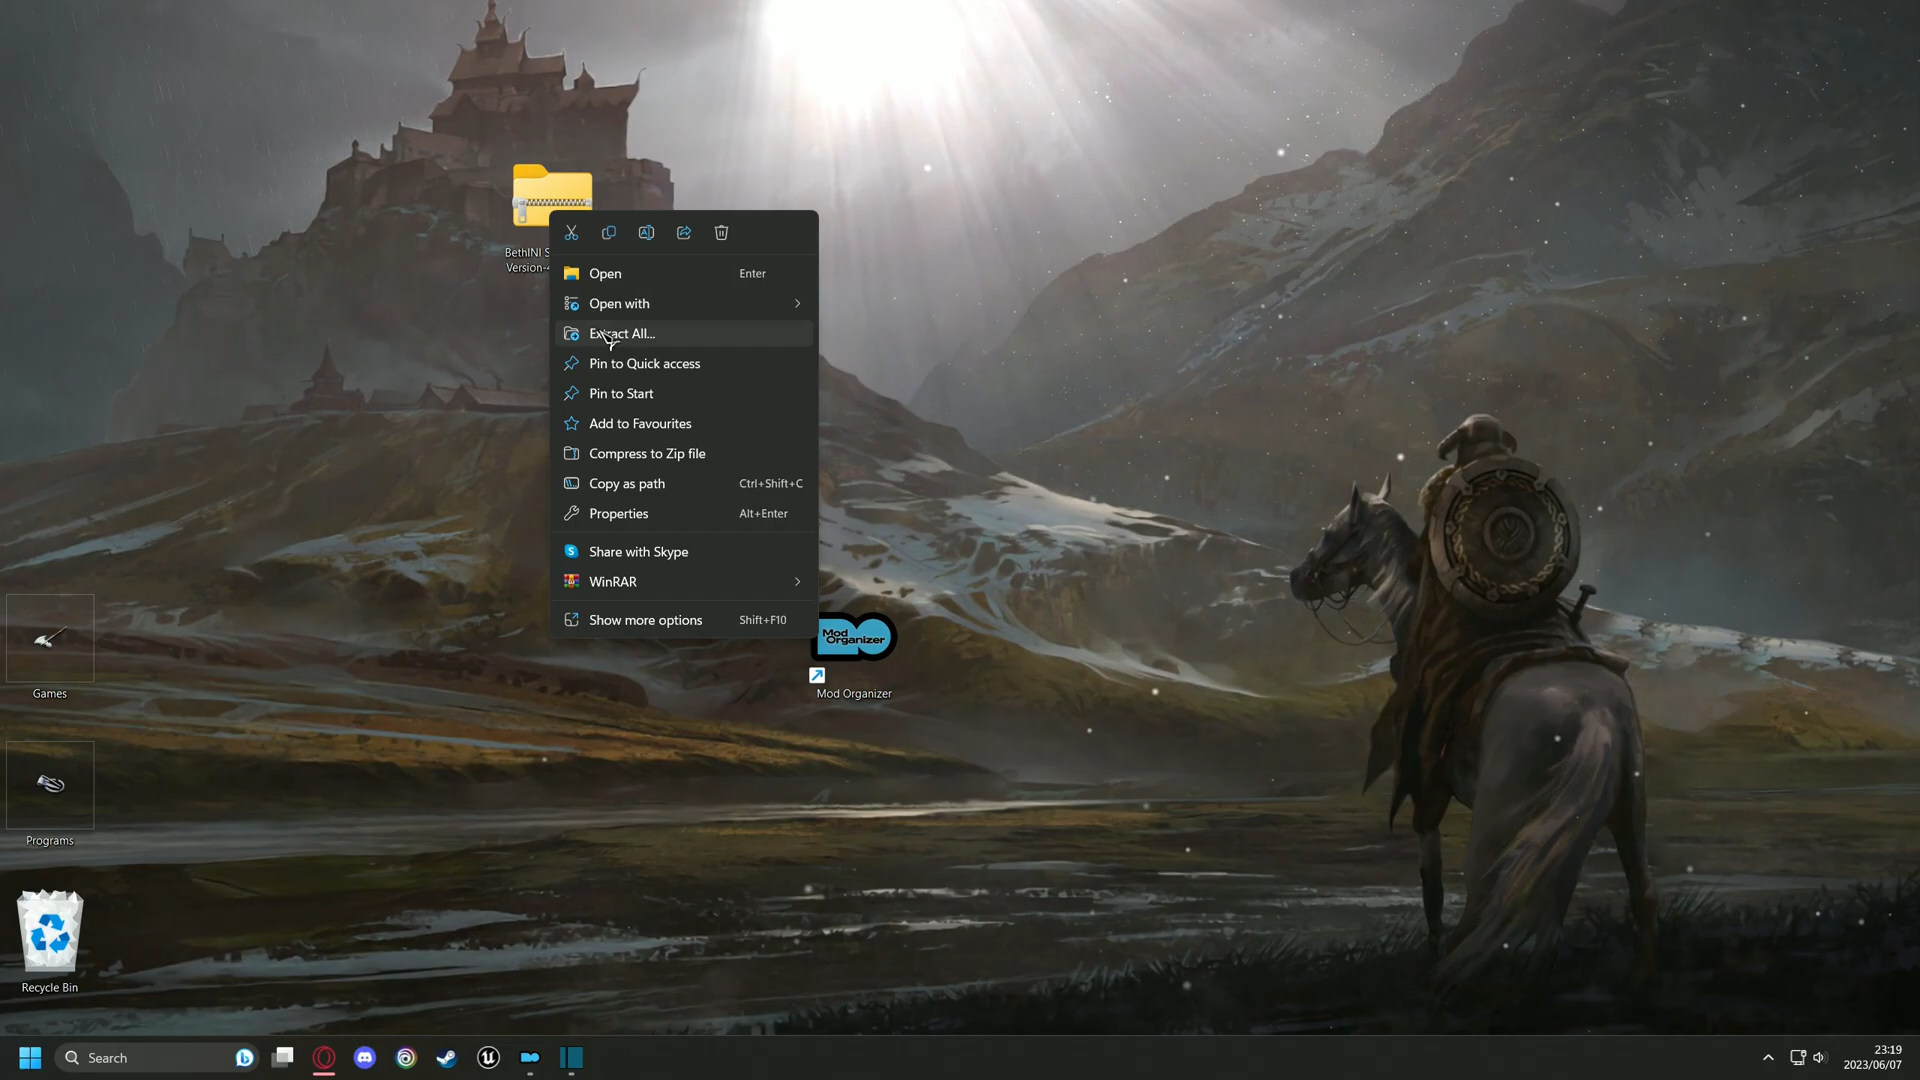 BethINI
Version-
Open Enter
Open with
Extract All...
Pin to Quick access
Pin to Start
Add to Favourites
Compress to Zip file
Copy as path Ctrl+Shift+C
Properties Alt+Enter
Share with Skype
WinRAR
Show more options Shift+F10
Mod
Organizer
Mod Organizer
Games
Programs
Recycle Bin
Search
23:19
2023/06/07